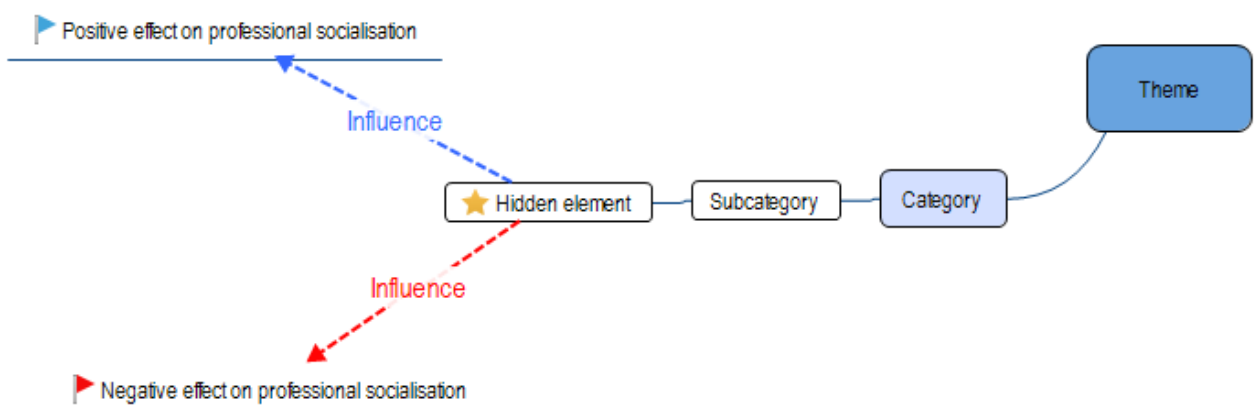 Positive effect on professional socialisation
Theme
Influence
Hidden element
Subcategory
Category
Influence
Negative effect on professional socialisation